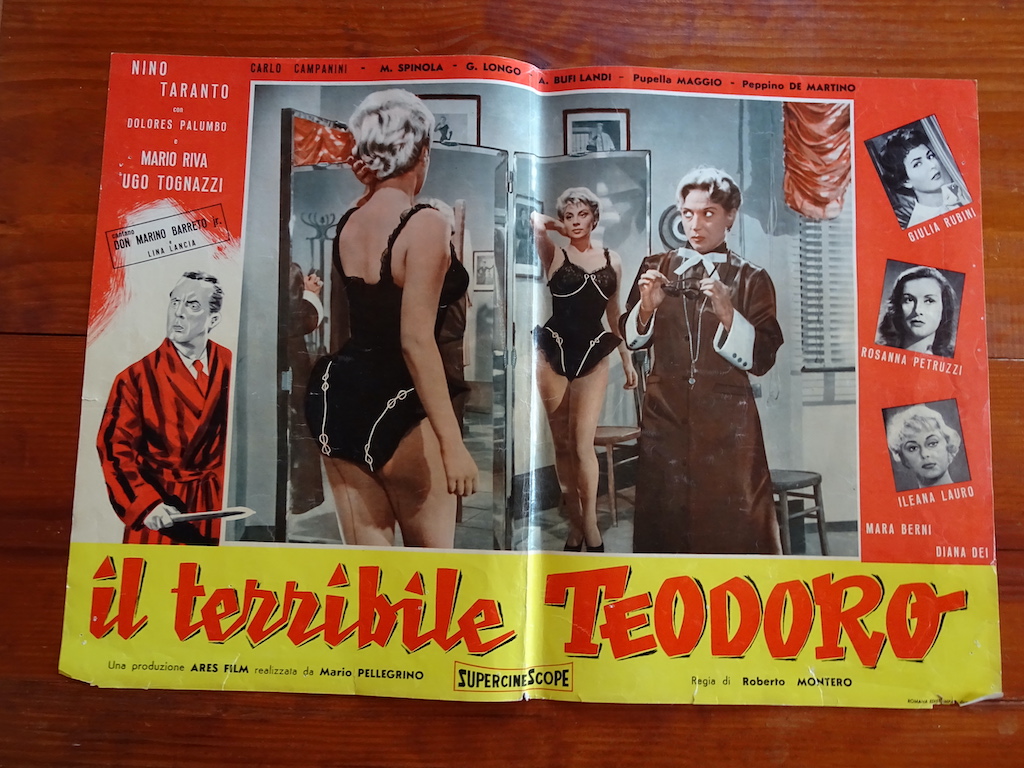 NINO
TARANTO
con
DOLORES PALUMBO
e
MARIO RIVA
UGO TOGNAZZI
cantano
DON MARINO BARRETO jr.
e
LINA LANCIA
CARLO CAMPANINI - M. SPINOLA - G. LONGO
A. BUFI LANDI - Pupella MAGGIO - Peppino DE MARTINO
GIULIA RUBINI
ROSANNA PETRUZZI
ILEANA LAURO
MARA BERNI
DIANA DEI
il terribile TEODORO
Una produzione ARES FILM realizzata da Mario PELLEGRINO
SUPERCINESCOPE
Regia di Roberto MONTERO